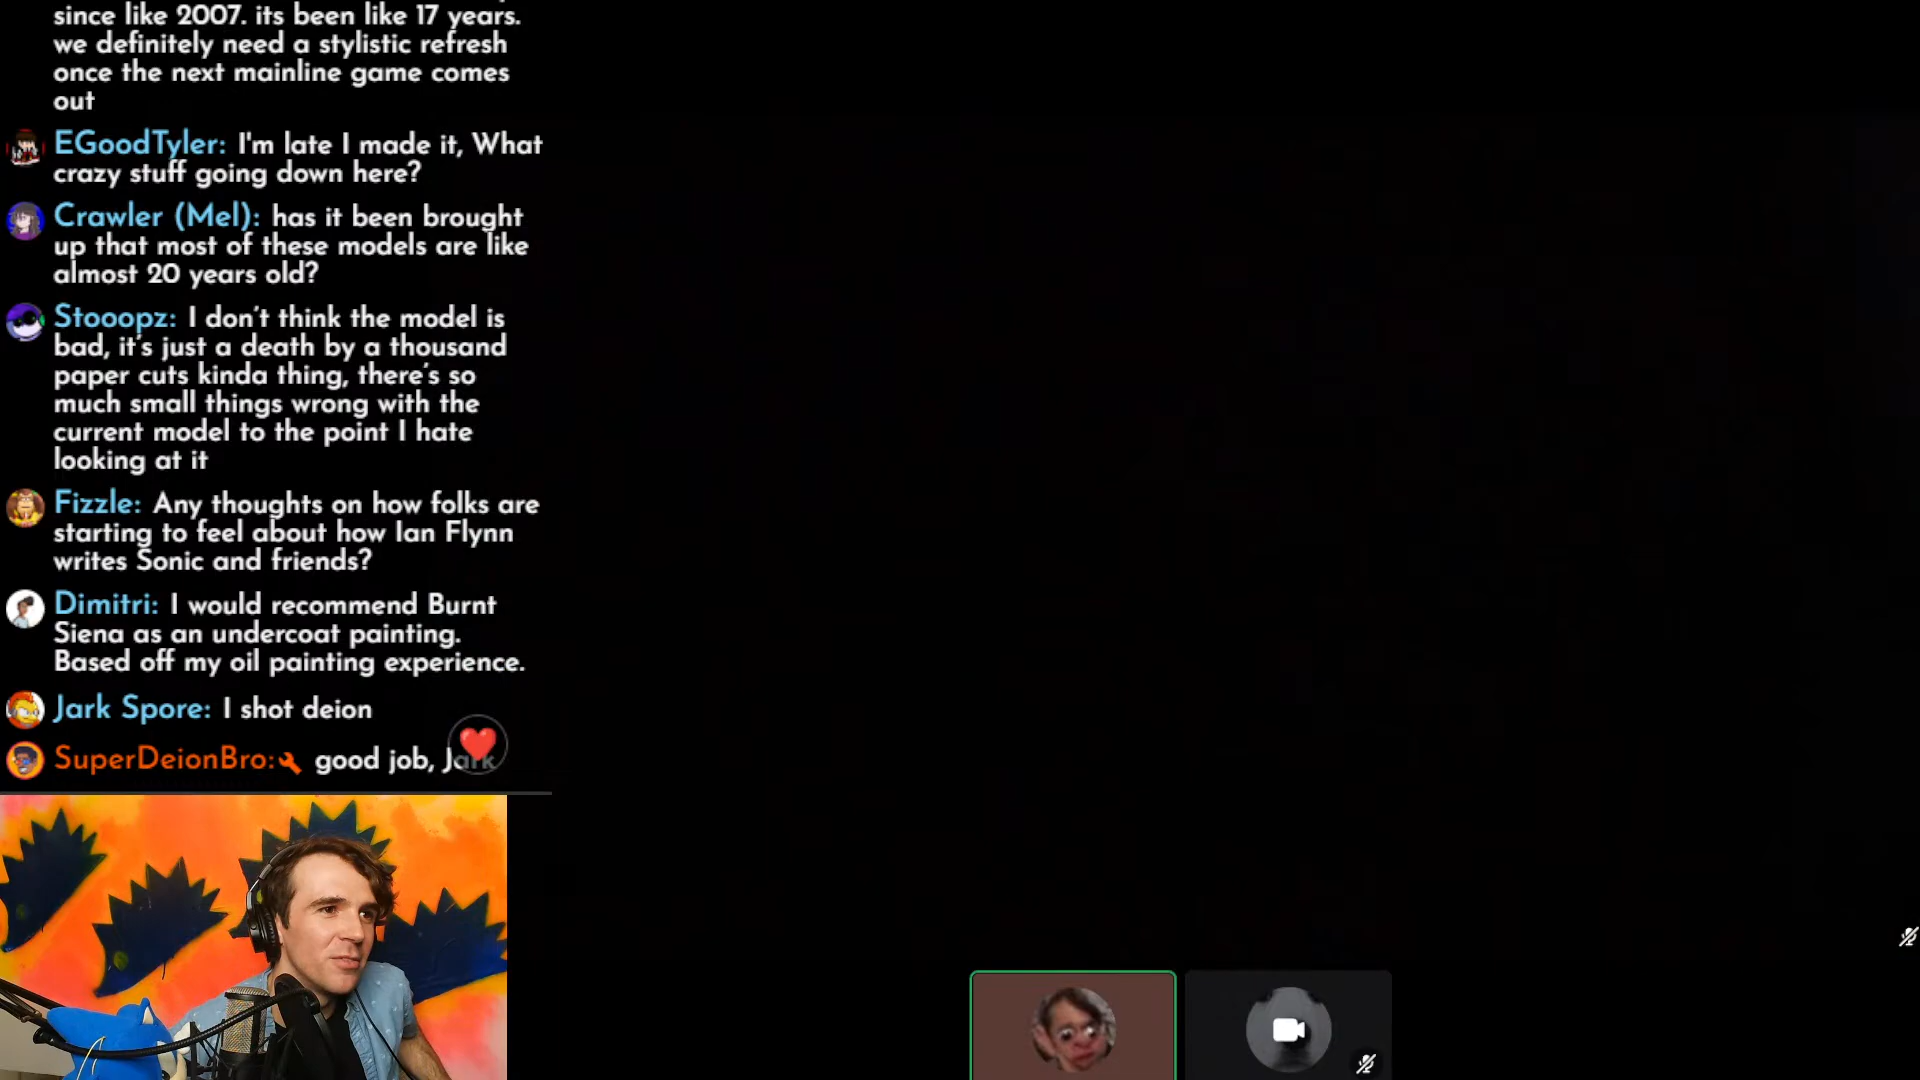 since like 2007. its been like 17 years.
we definitely need a stylistic refresh
once the next mainline game comes
out
EGoodTyler: I'm late I made it, What
crazy stuff going down here?
Crawler (Mel): has it been brought
up that most of these models are like
almost 20 years old?
Stooopz: I don't think the model is
bad, it's just a death by a thousand
paper cuts kinda thing, there's so
much small things wrong with the
current model to the point I hate
looking at it
Fizzle: Any thoughts on how folks are
starting to feel about how Ian Flynn
writes Sonic and friends?
Dimitri: I would recommend Burnt
Siena as an undercoat painting.
Based off my oil painting experience.
Jark Spore: I shot deion
SuperDeionBro: good job, Jark